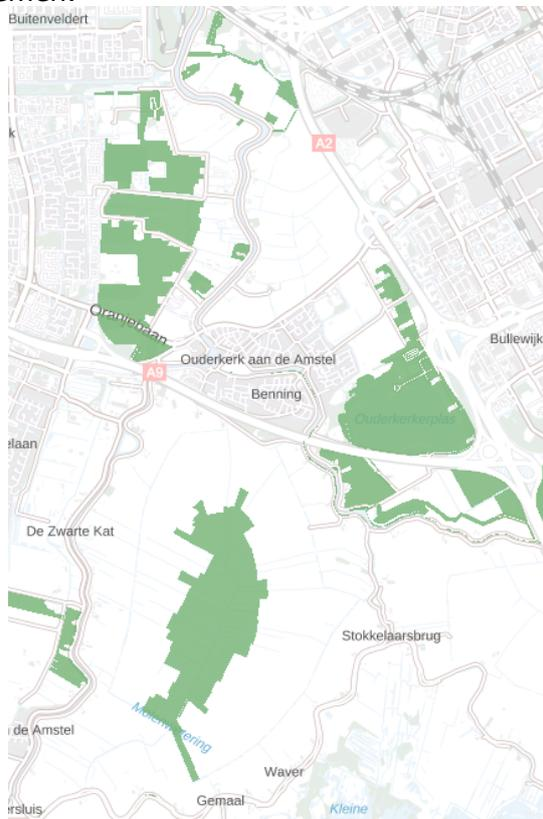 Buitenveldert
k
A2
Oranjebaan
Bullewijk
Ouderkerk aan de Amstel
A9
Benning
Ouderkerkerplas
elaan
De Zwarte Kat
Stokkelaarsbrug
Molenwetering
de Amstel
Waver
Gemaal
Kleine
ersluis